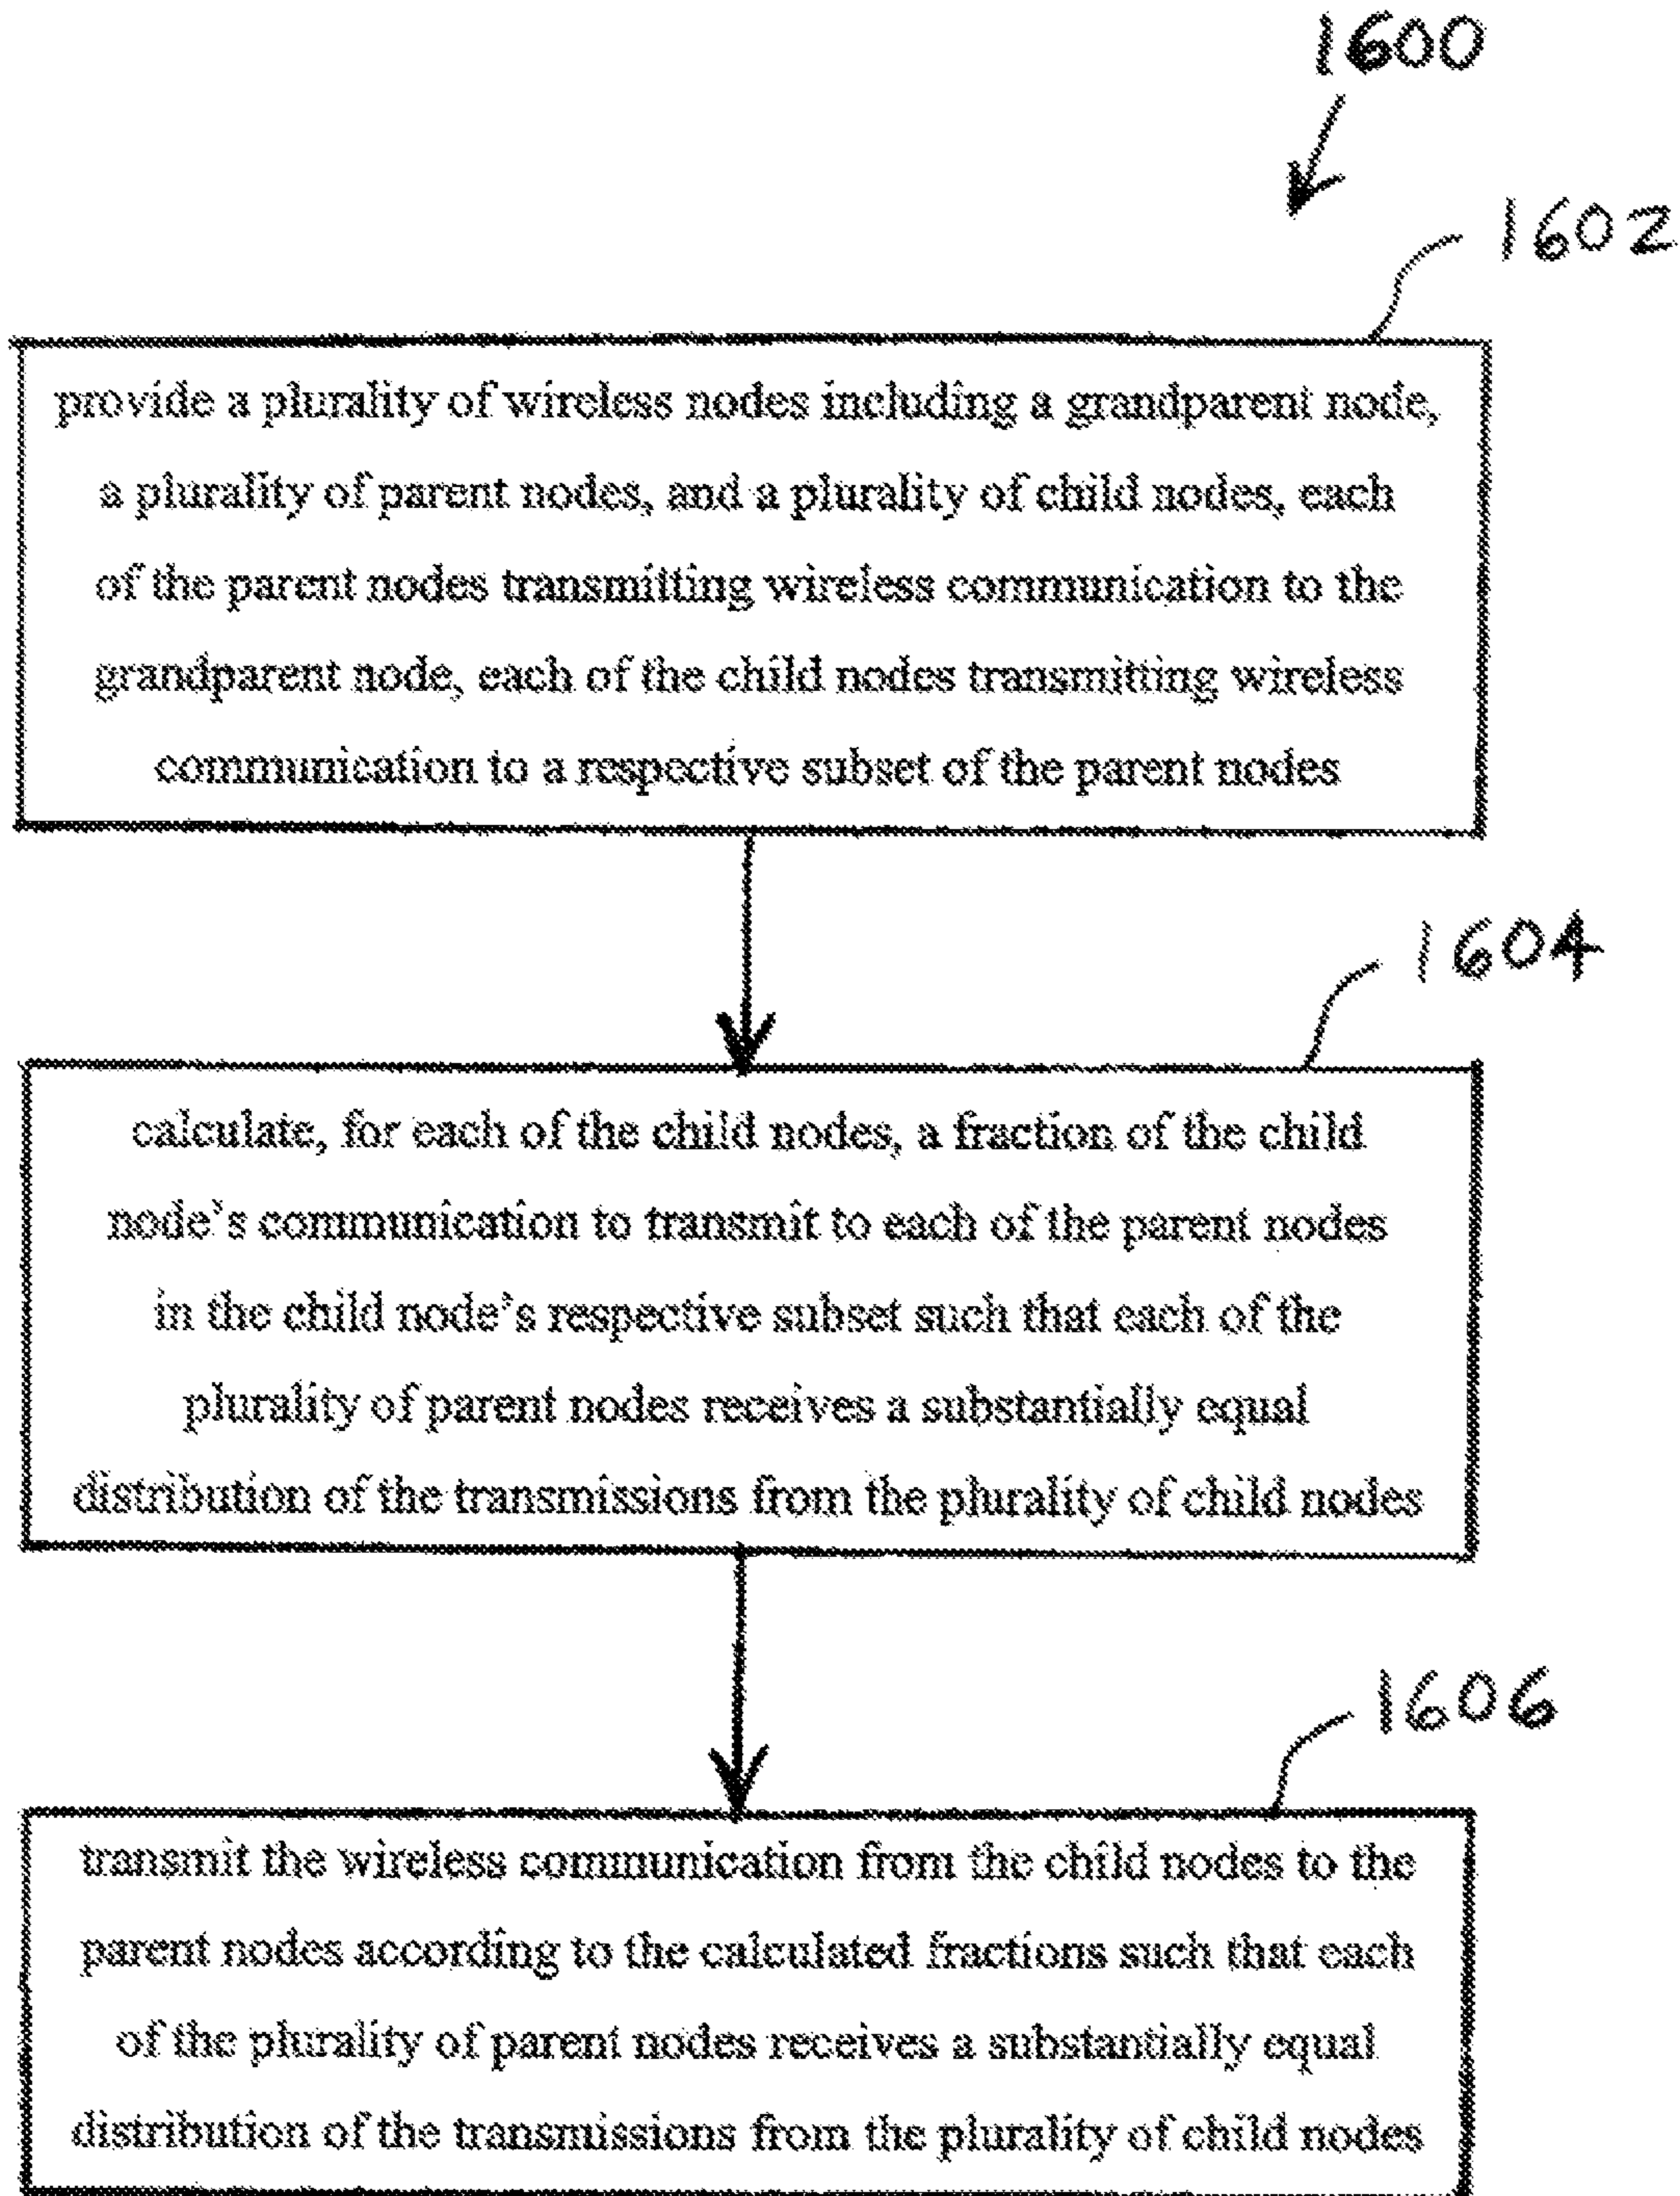 1600
1602
provide a plurality of wireless nodes including a grandparent node,
a plurality of parent nodes, and a plurality of child nodes, each
of the parent nodes transmitting wireless communication to the
grandparent node, each of the child nodes transmitting wireless
communication to a respective subset of the parent nodes
1604
calculate, for each of the child nodes, a fraction of the child
node's communication to transmit to each of the parent nodes
in the child node's respective subset such that each of the
plurality of parent nodes receives a substantially equal
distribution of the transmissions from the plurality of child nodes
1606
transmit the wireless communication from the child nodes to the
parent nodes according to the calculated fractions such that each
of the plurality of parent nodes receives a substantially equal
distribution of the transmissions from the plurality of child nodes